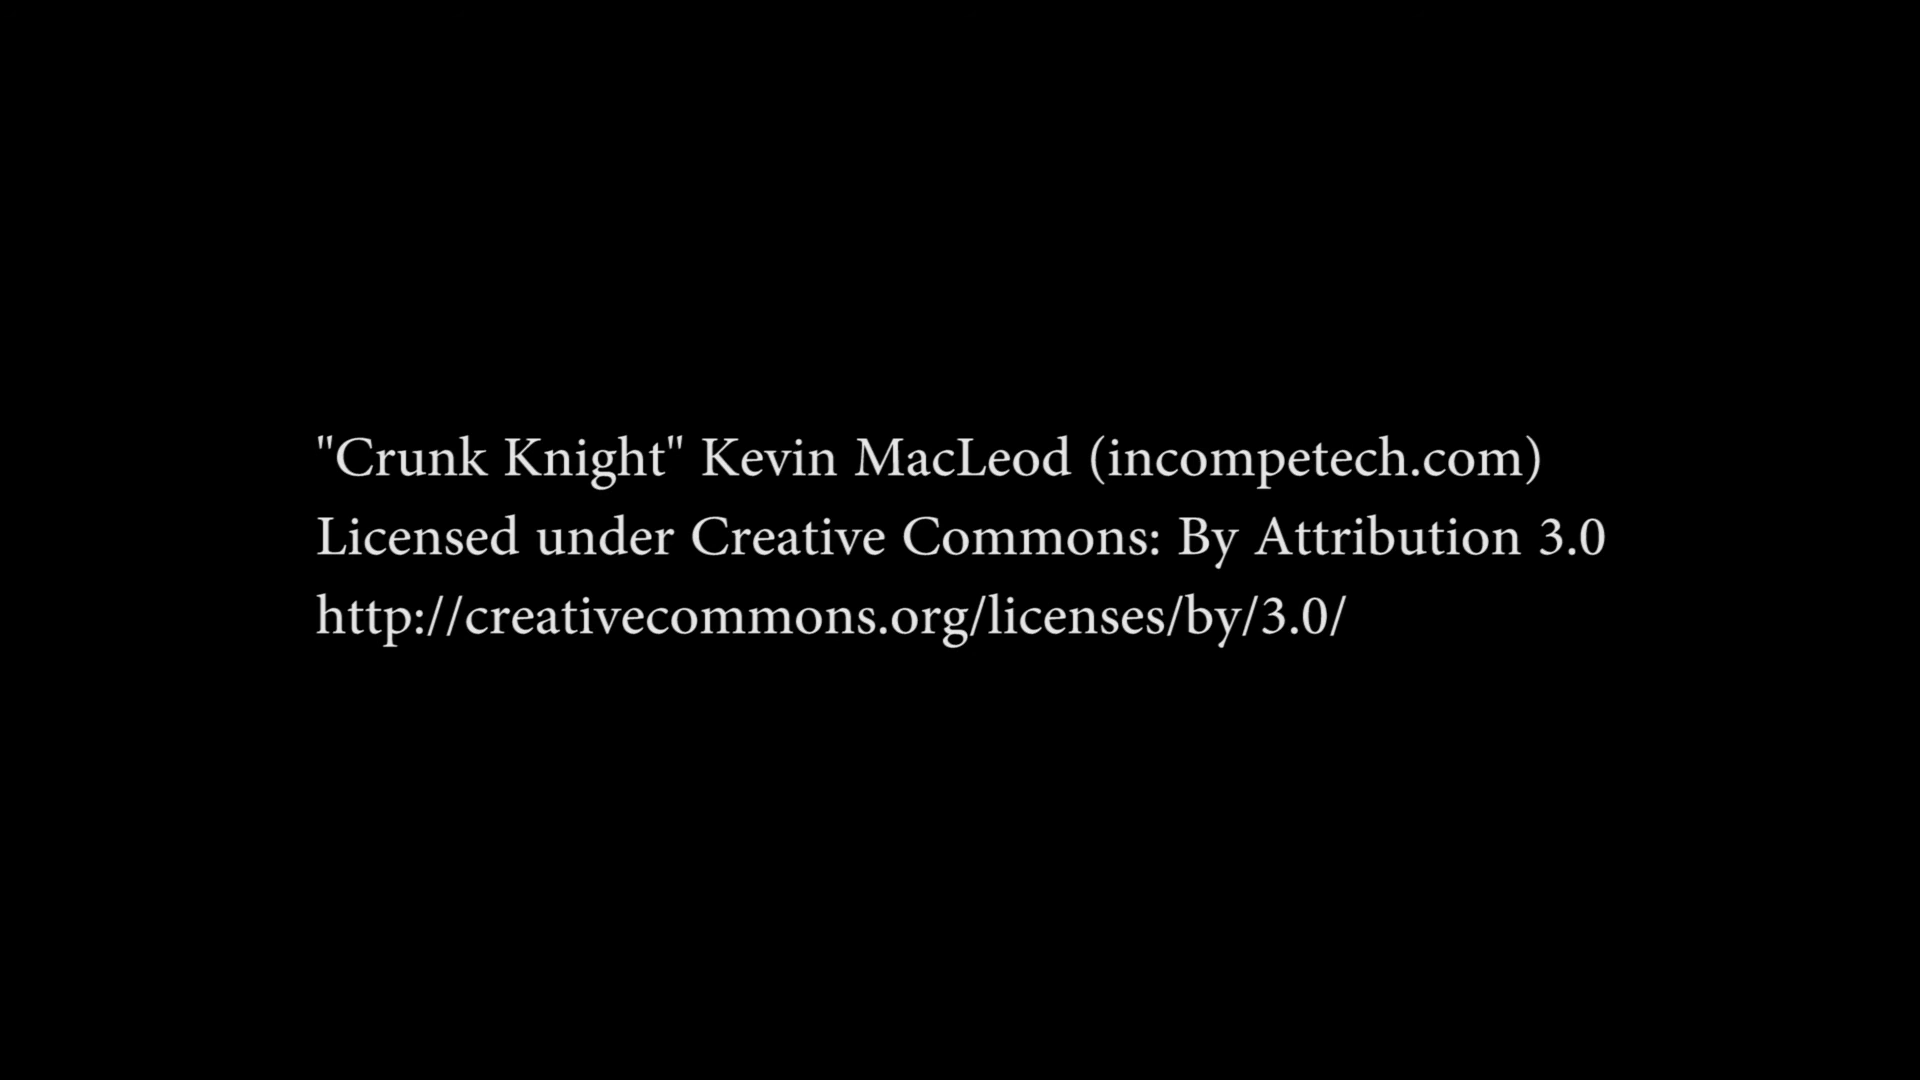 "Crunk Knight" Kevin MacLeod (incompetech.com)
Licensed under Creative Commons: By Attribution 3.0
http://creativecommons.org/licenses/by/3.0/